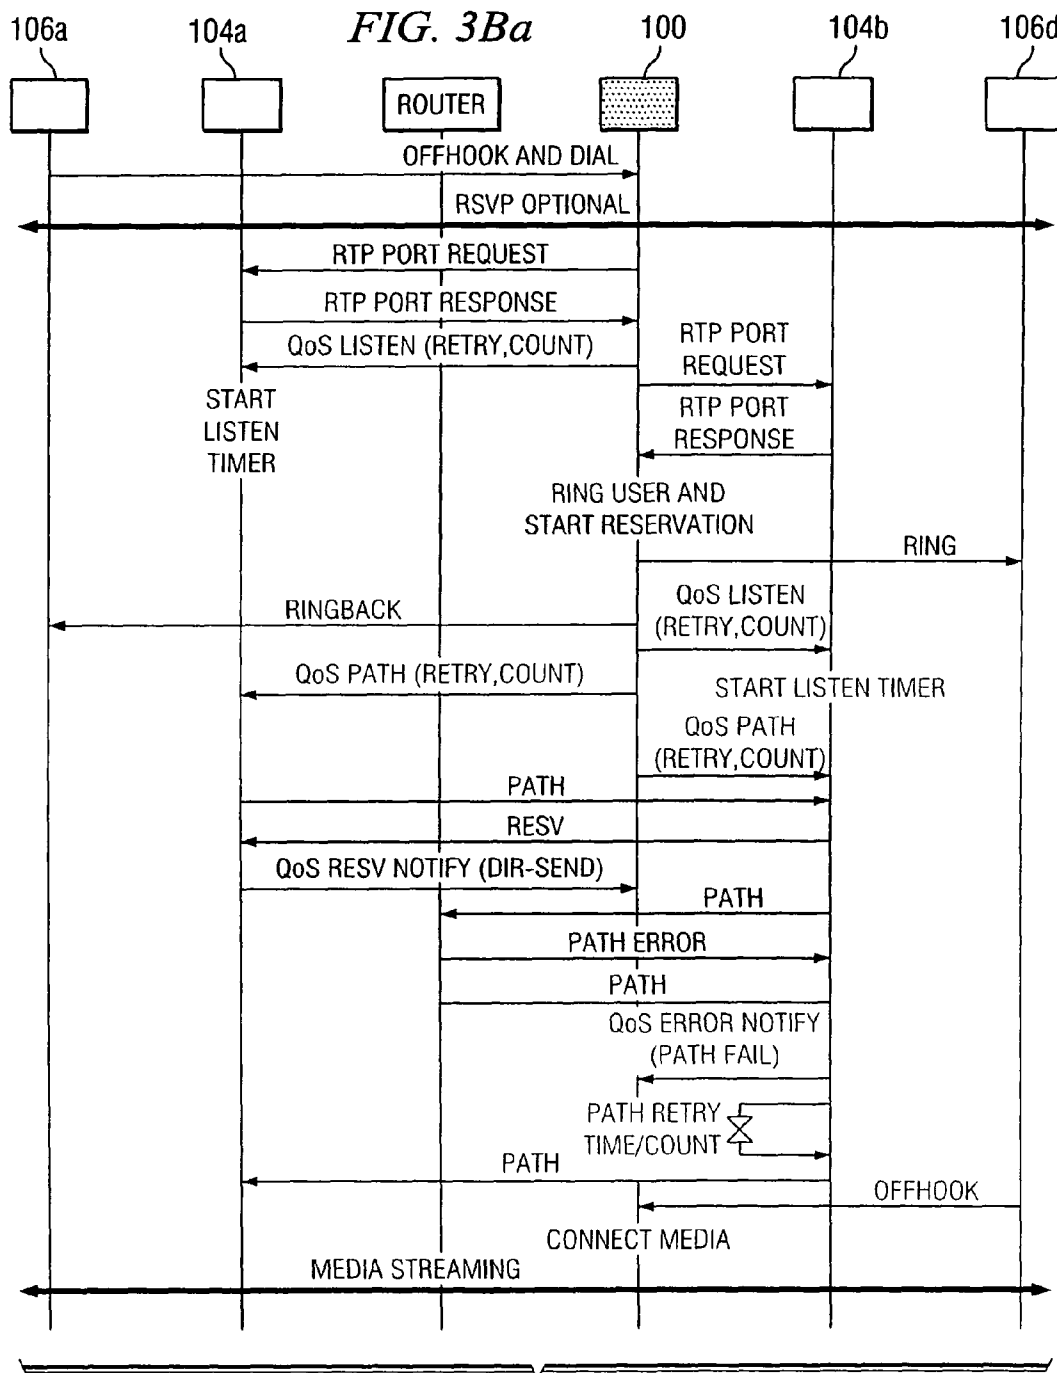 FIG. 3Ba
106a
104a
100
104b
106d
ROUTER
OFFHOOK AND DIAL
RSVP OPTIONAL
RTP PORT REQUEST
RTP PORT RESPONSE
QoS LISTEN (RETRY,COUNT)
RTP PORT
REQUEST
START
LISTEN
TIMER
RTP PORT
RESPONSE
RING USER AND
START RESERVATION
RING
QoS LISTEN
(RETRY,COUNT)
RINGBACK
QoS PATH (RETRY,COUNT)
START LISTEN TIMER
QoS PATH
(RETRY,COUNT)
PATH
RESV
QoS RESV NOTIFY (DIR-SEND)
PATH
PATH ERROR
PATH
QoS ERROR NOTIFY
(PATH FAIL)
PATH RETRY
TIME/COUNT
PATH
OFFHOOK
CONNECT MEDIA
MEDIA STREAMING